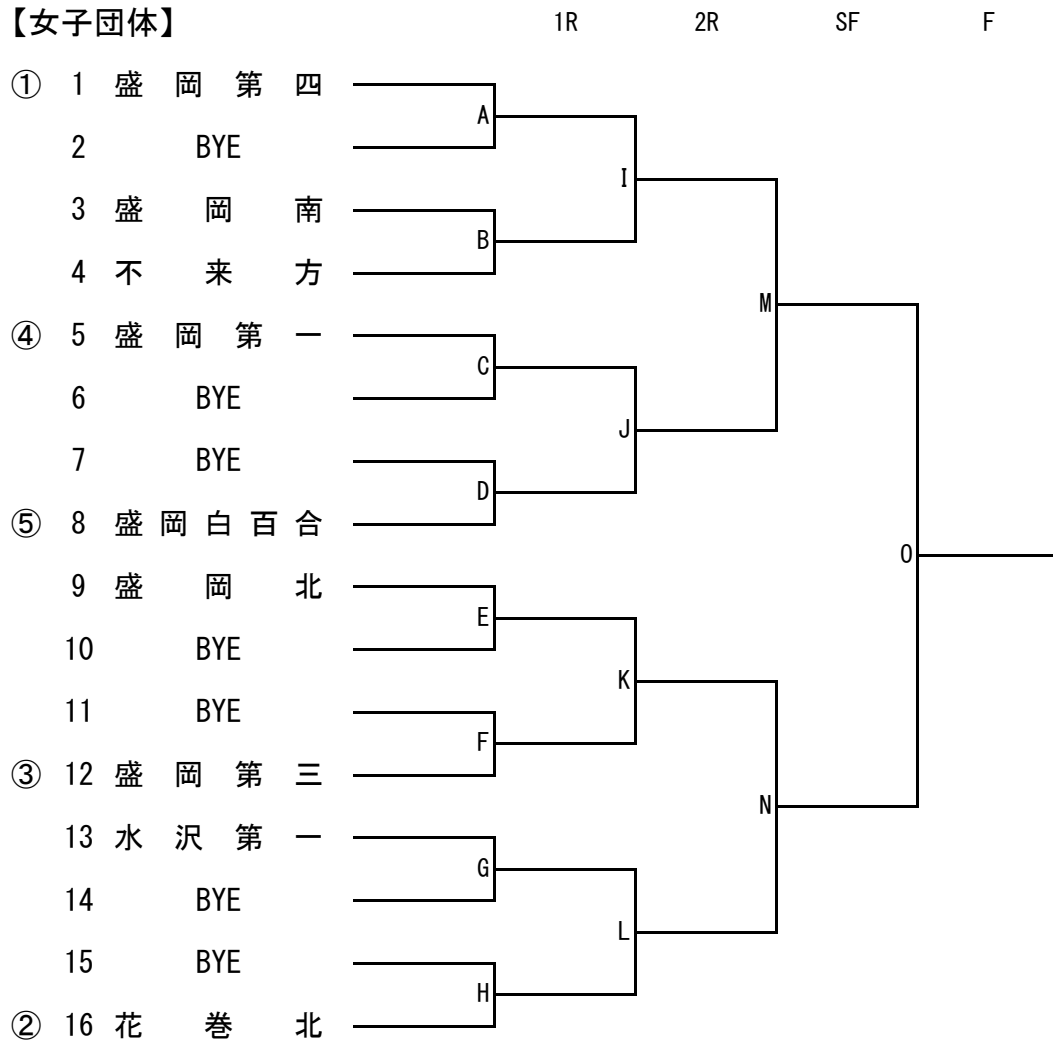 【女子団体】 1R 2R SF F
① 1 盛岡第四
A
2 BYE
I
3 盛岡南
B
4 不来方
M
④ 5 盛岡第一
C
6 BYE
J
7 BYE
D
⑤ 8 盛岡白百合
O
9 盛岡北
E
10 BYE
K
11 BYE
F
③ 12 盛岡第三
N
13 水沢第一
G
14 BYE
L
15 BYE
H
② 16 花巻北